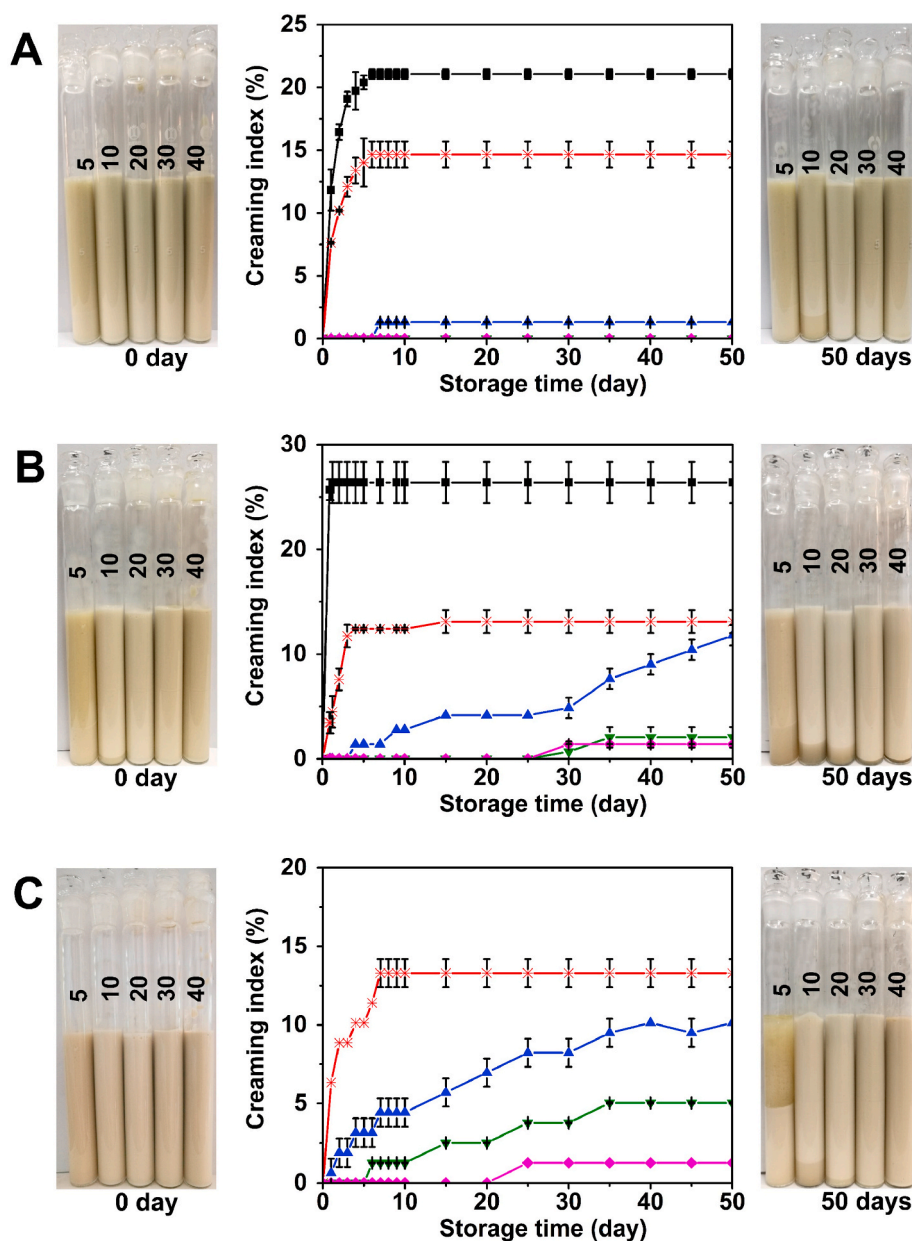 A
5 10 20 30 40
0 day
Creaming index (%)
25
20
15
10
5
0
0 10 20 30 40 50
Storage time (day)
5 10 20 30 40
50 days
B
5 10 20 30 40
0 day
Creaming index (%)
30
20
10
0
0 10 20 30 40 50
Storage time (day)
5 10 20 30 40
50 days
C
5 10 20 30 40
0 day
Creaming index (%)
20
15
10
5
0
0 10 20 30 40 50
Storage time (day)
5 10 20 30 40
50 days